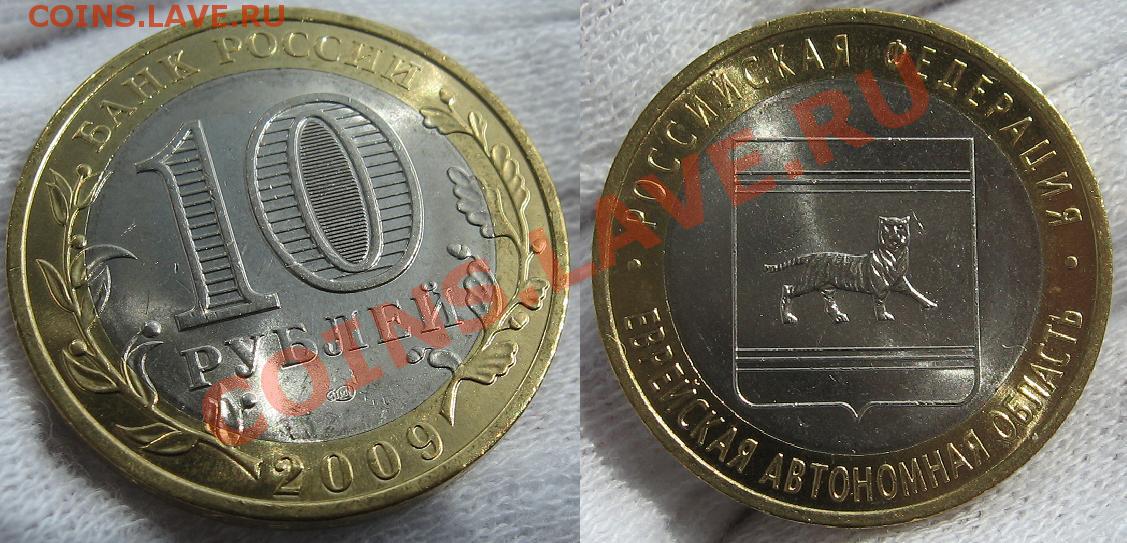 COINS.LAVE.RU
БАНК РОССИИ
10
РУБЛЕЙ
2009
COINS.LAVE.RU
РОССИЙСКАЯ ФЕДЕРАЦИЯ
ЕВРЕЙСКАЯ АВТОНОМНАЯ ОБЛАСТЬ